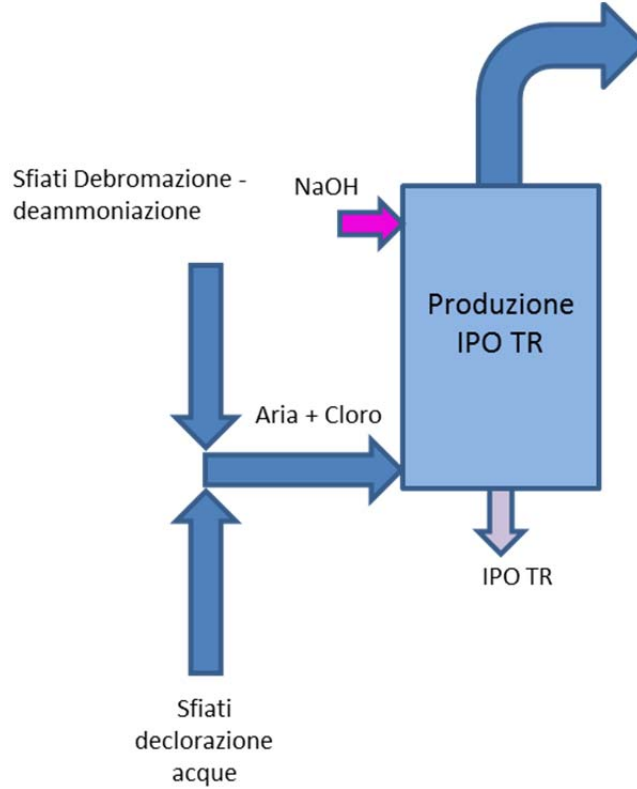 Sfiati Debromazione -
deammoniazione
NaOH
Produzione
IPO TR
Aria + Cloro
IPO TR
Sfiati
declorazione
acque